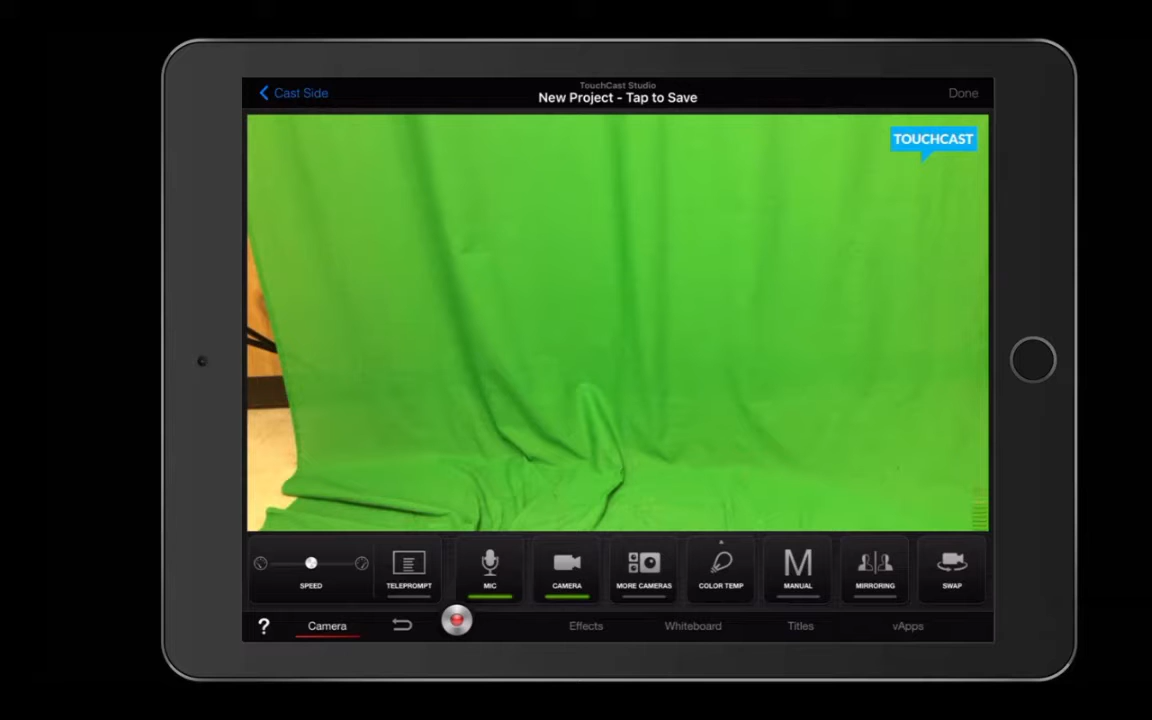 Cast Side
TouchCast Studio
New Project - Tap to Save
Done
TOUCHCAST
SPEED
TELEPROMPT
MIC
CAMERA
MORE CAMERAS
COLOR TEMP
M
MANUAL
MIRRORING
SWAP
?
Camera
Effects
Whiteboard
Titles
vApps